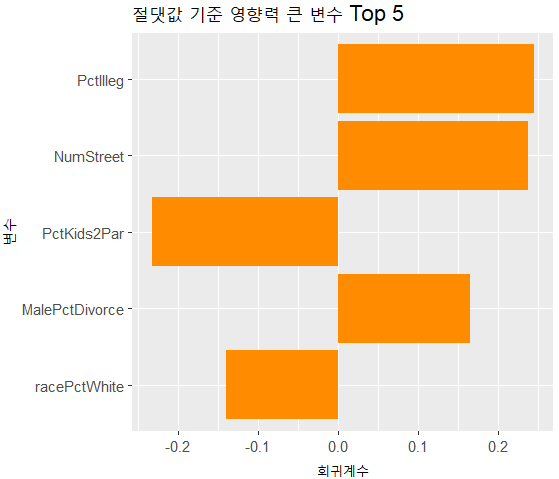 절댓값 기준 영향력 큰 변수 Top 5
변수
PctIlleg
NumStreet
PctKids2Par
MalePctDivorce
racePctWhite
-0.2 -0.1 0.0 0.1 0.2
회귀계수